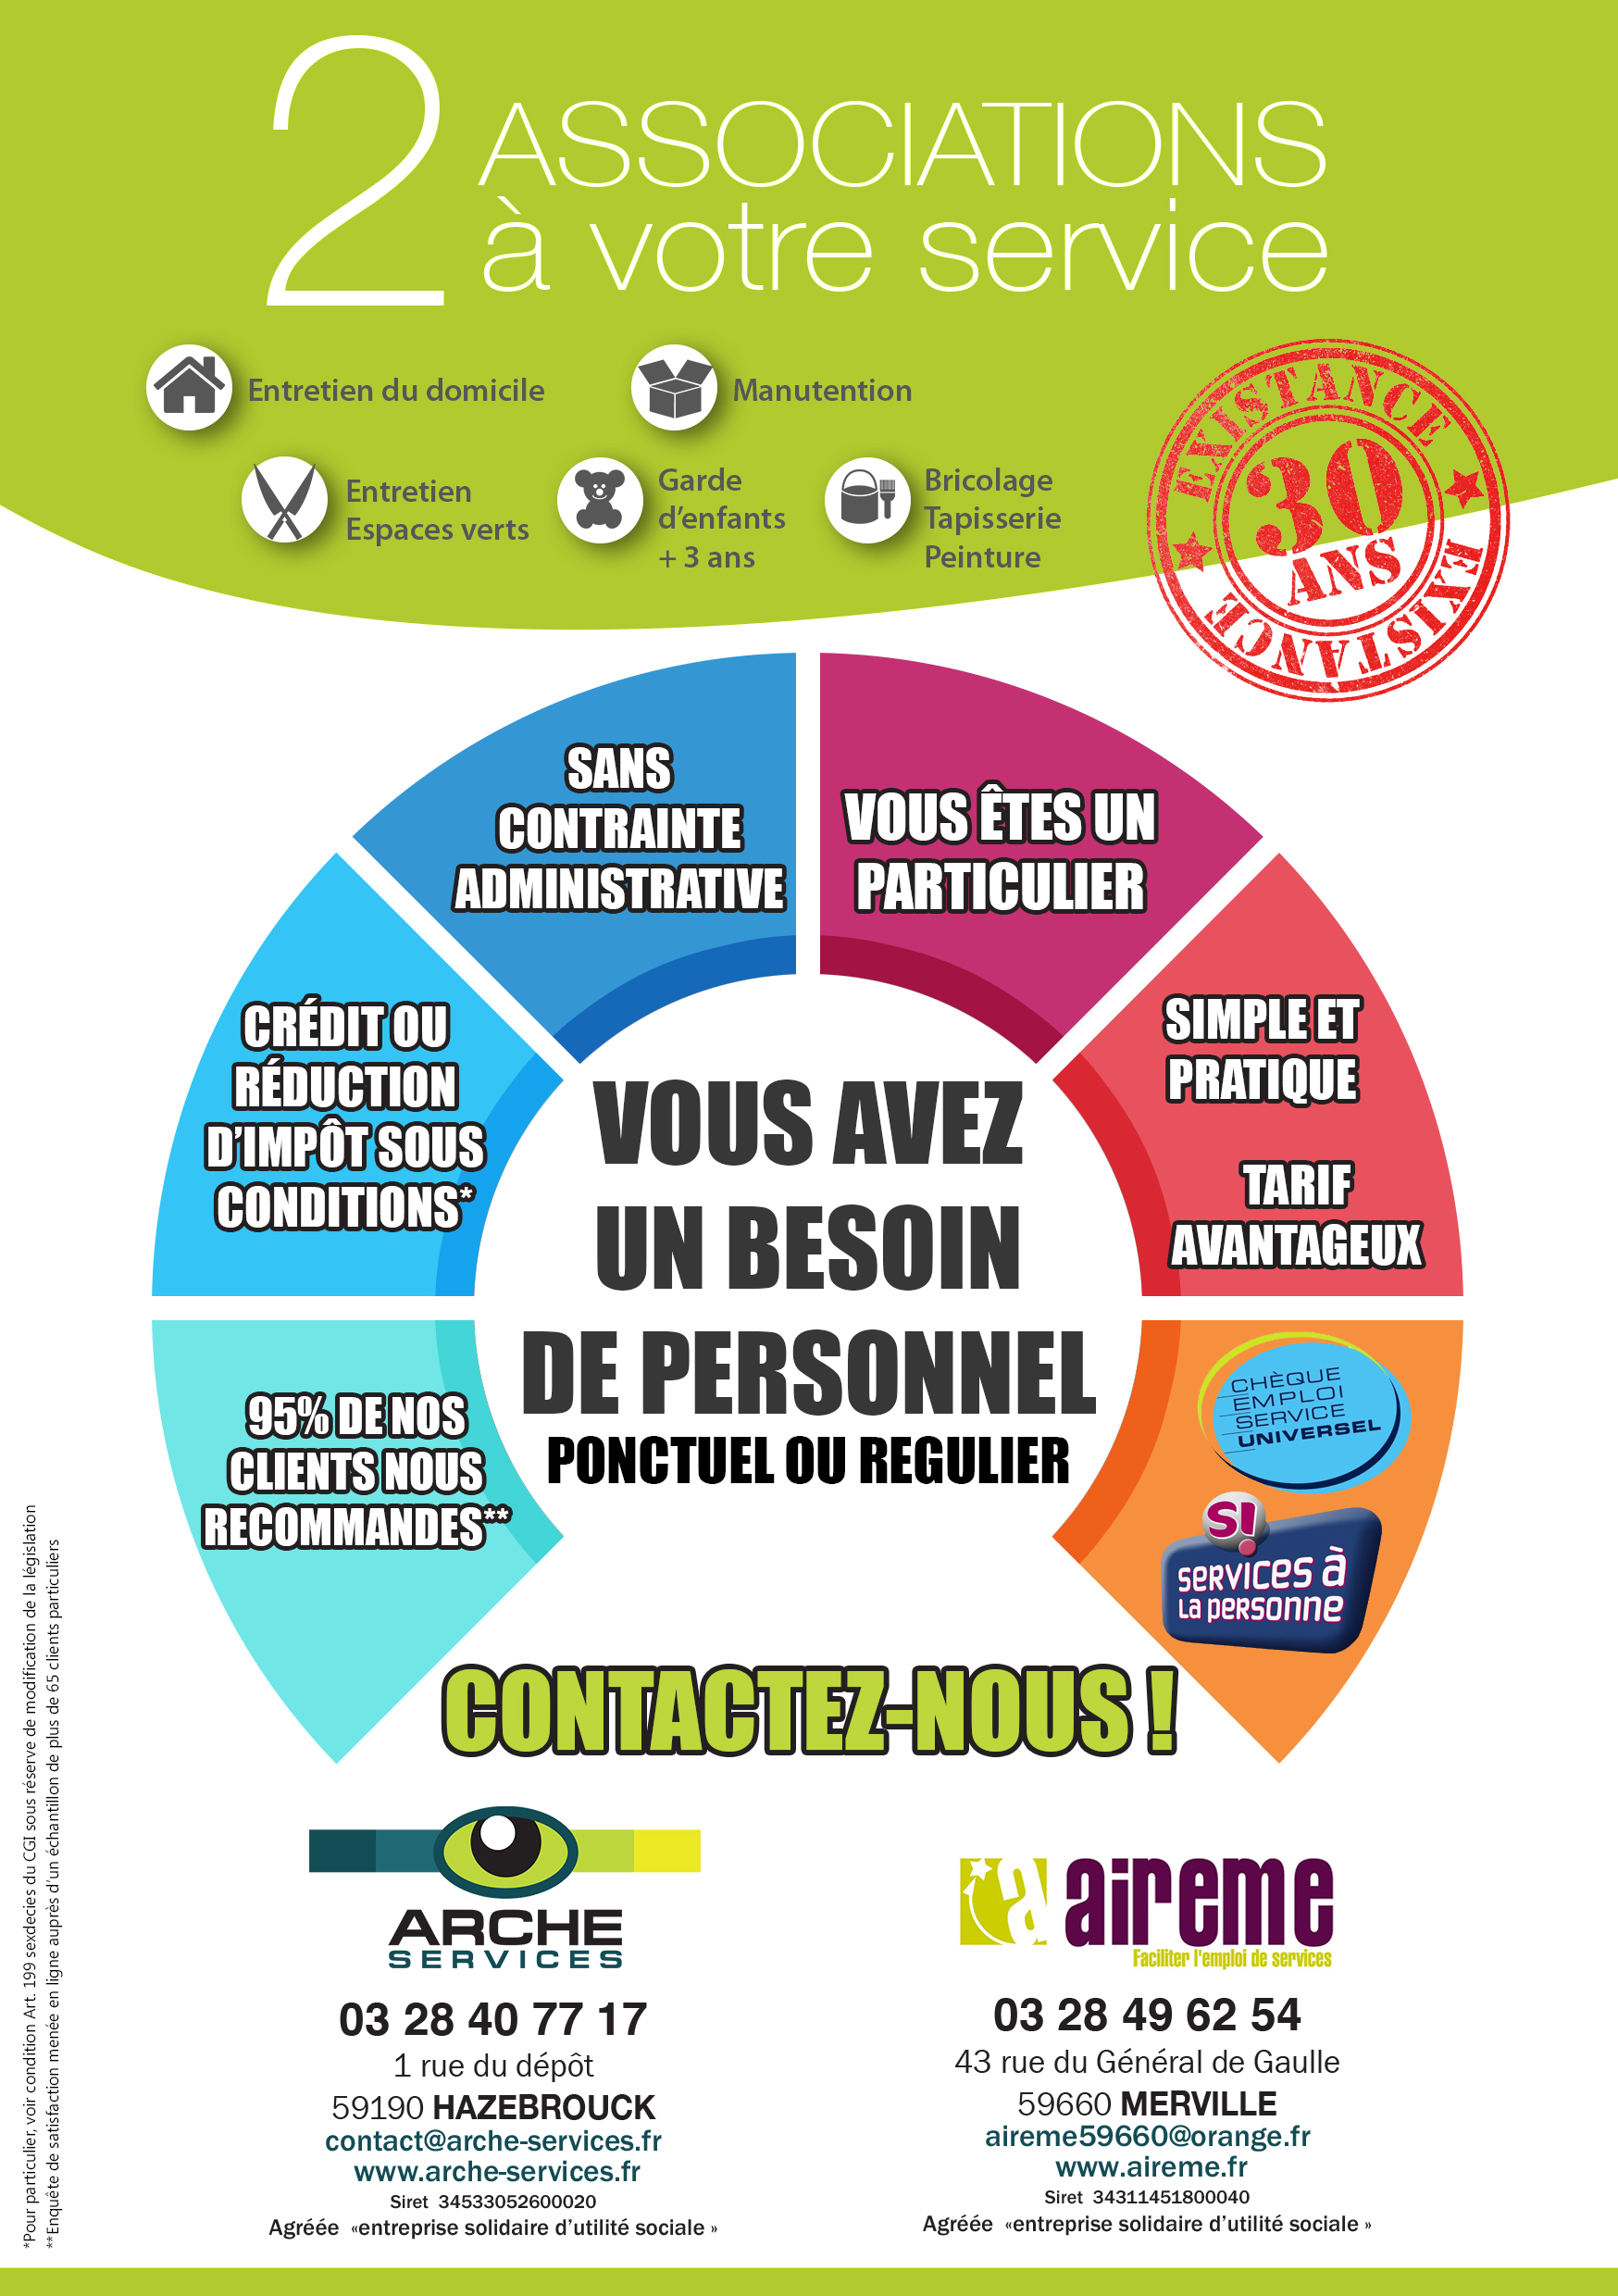 2 ASSOCIATIONS
à votre service
Entretien du domicile
Manutention
Entretien
Espaces verts
Garde
d'enfants
+ 3 ans
Bricolage
Tapisserie
Peinture
EXISTANCE
30
ANS
EXISTANCE
SANS
CONTRAINTE
ADMINISTRATIVE
VOUS ÊTES UN
PARTICULIER
CRÉDIT OU
RÉDUCTION
D'IMPÔT SOUS
CONDITIONS*
SIMPLE ET
PRATIQUE
TARIF
AVANTAGEUX
VOUS AVEZ
UN BESOIN
DE PERSONNEL
PONCTUEL OU REGULIER
95% DE NOS
CLIENTS NOUS
RECOMMANDES**
CHÈQUE
EMPLOI
SERVICE
UNIVERSEL
S!
services à
la personne
CONTACTEZ-NOUS !
ARCHE
SERVICES
03 28 40 77 17
1 rue du dépôt
59190 HAZEBROUCK
contact@arche-services.fr
www.arche-services.fr
Siret 34533052600020
Agréée «entreprise solidaire d'utilité sociale »
a aireme
Faciliter l'emploi de services
03 28 49 62 54
43 rue du Général de Gaulle
59660 MERVILLE
aireme59660@orange.fr
www.aireme.fr
Siret 34311451800040
Agréée «entreprise solidaire d'utilité sociale »
*Pour particulier, voir condition Art. 199 sexdecies du CGI sous réserve de modification de la législation
**Enquête de satisfaction menée en ligne auprès d'un échantillon de plus de 65 clients particuliers